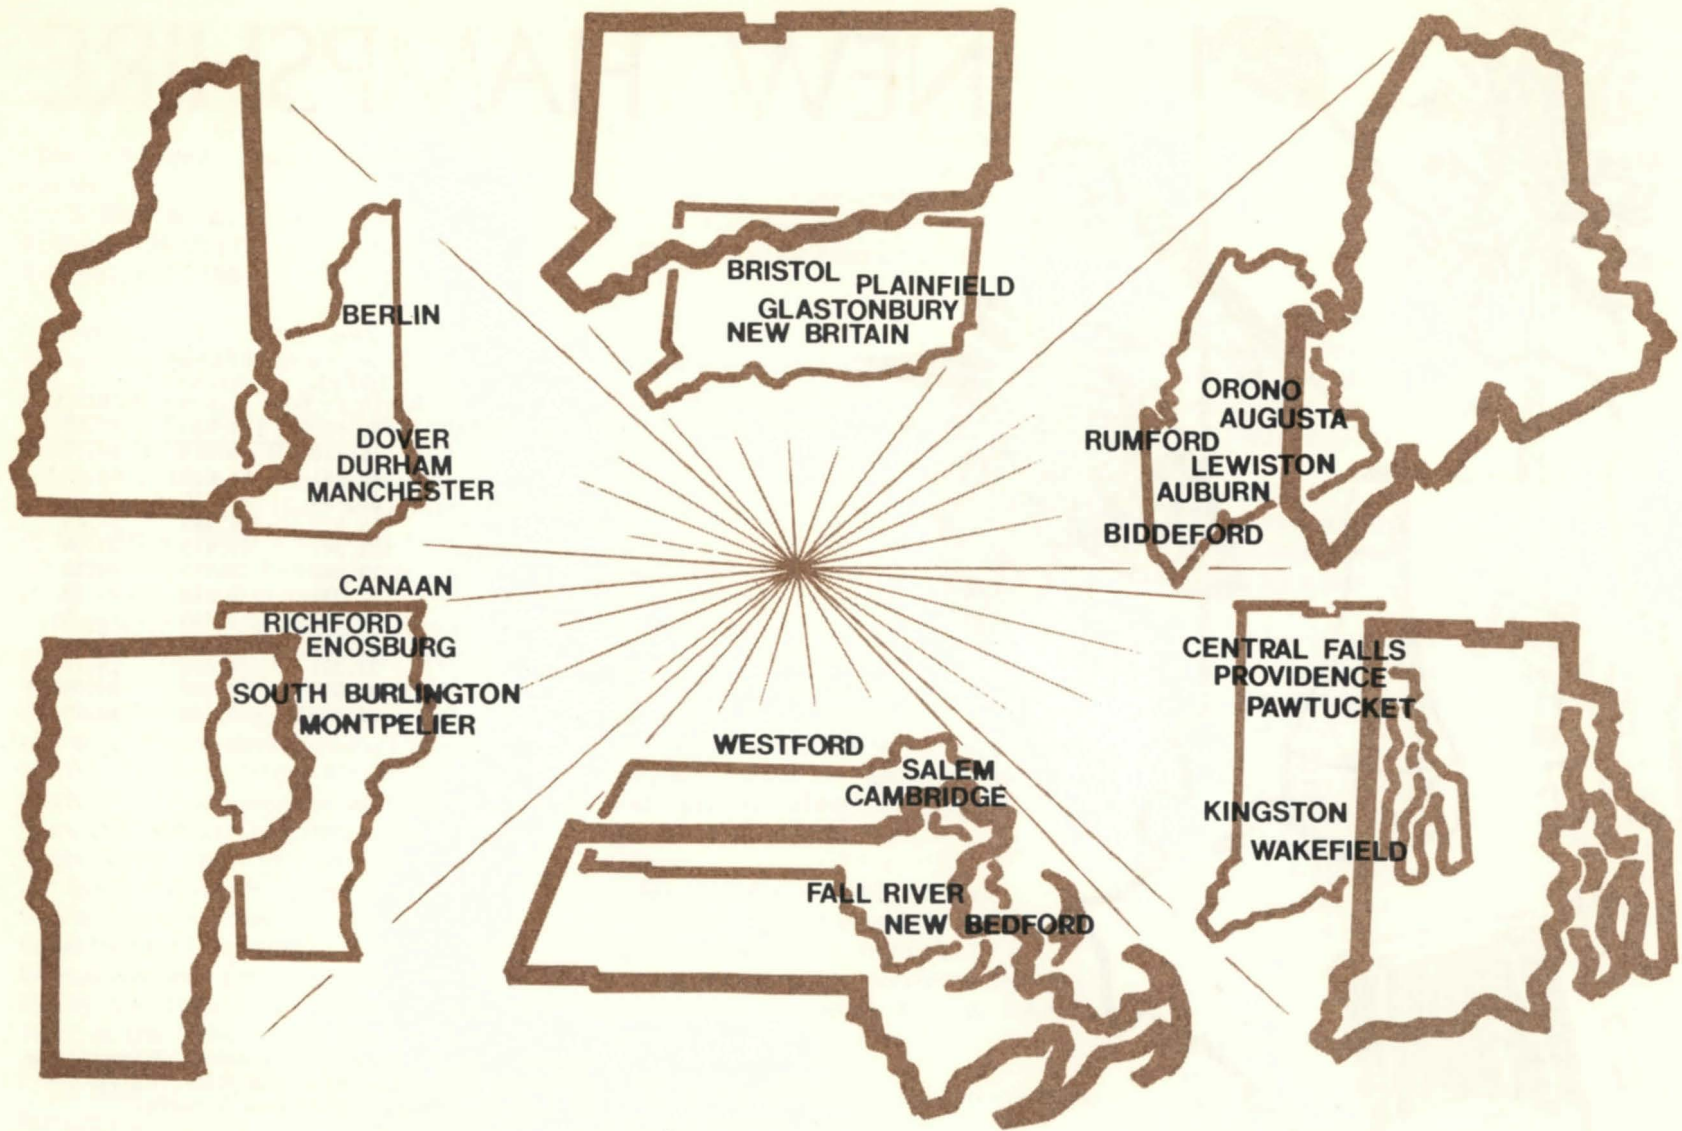 BERLIN
DOVER
DURHAM
MANCHESTER
BRISTOL
PLAINFIELD
GLASTONBURY
NEW BRITAIN
ORONO
AUGUSTA
RUMFORD
LEWISTON
AUBURN
BIDDEFORD
CANAAN
RICHFORD
ENOSBURG
SOUTH BURLINGTON
MONTPELIER
WESTFORD
SALEM
CAMBRIDGE
FALL RIVER
NEW BEDFORD
CENTRAL FALLS
PROVIDENCE
PAWTUCKET
KINGSTON
WAKEFIELD